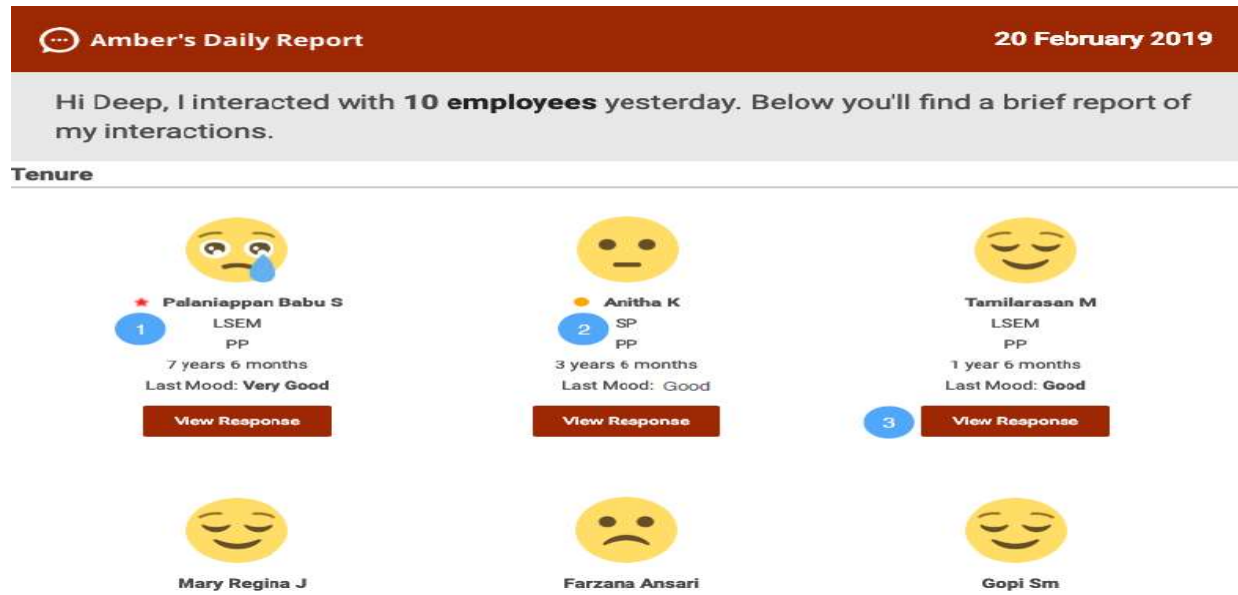 Amber's Daily Report
20 February 2019
Hi Deep, I interacted with 10 employees yesterday. Below you'll find a brief report of
my interactions.
Tenure
Palaniappan Babu S
1
LSEM
PP
7 years 6 months
Last Mood: Very Good
View Response
Anitha K
2
SP
PP
3 years 6 months
Last Mood: Good
View Response
Tamilarasan M
LSEM
PP
1 year 6 months
Last Mood: Good
3
View Response
Mary Regina J
Farzana Ansari
Gopi Sm